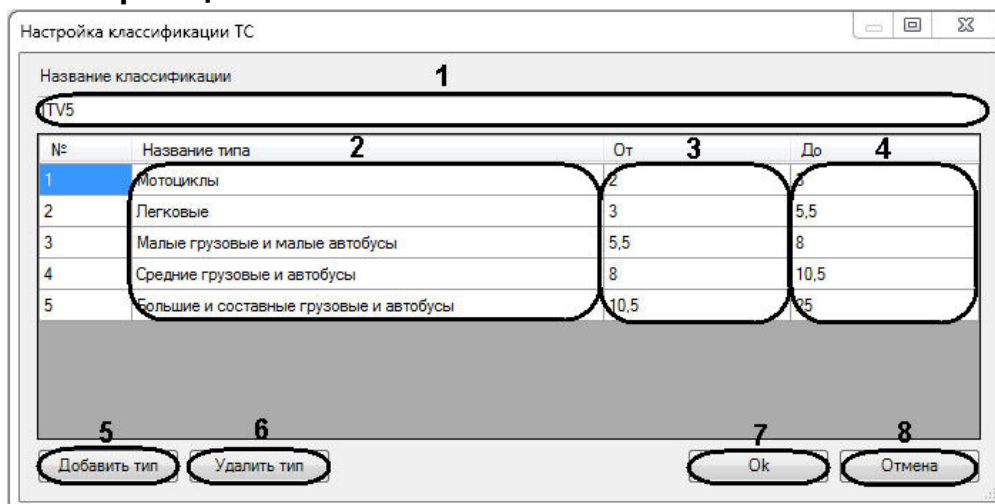 Настройка классификации ТС
Название классификации 1
TV5
№ Название типа 2 От 3 До 4
1 Мотоциклы 2 3
2 Легковые 3 5,5
3 Малые грузовые и малые автобусы 5,5 8
4 Средние грузовые и автобусы 8 10,5
5 Большие и составные грузовые и автобусы 10,5 25
5 6 7 8
Добавить тип Удалить тип Ok Отмена